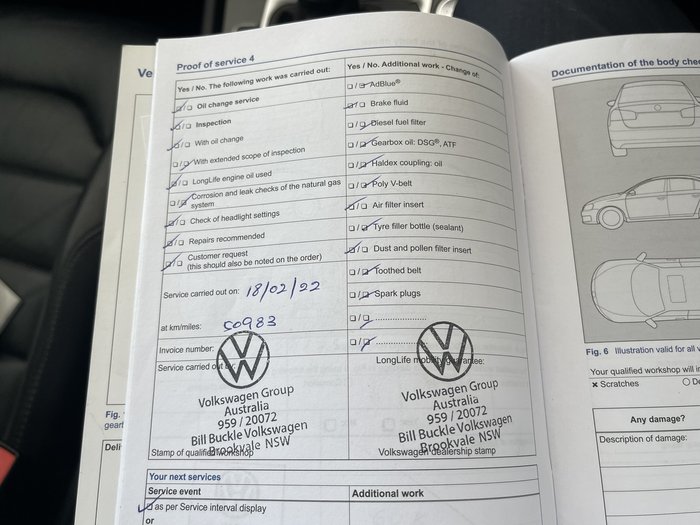 Ve
Proof of service 4
Yes / No. The following work was carried out:
Oil change service
Inspection
With oil change
With extended scope of inspection
LongLife engine oil used
Corrosion and leak checks of the natural gas
system
Check of headlight settings
Repairs recommended
Customer request
(this should also be noted on the order)
Service carried out on: 18/02/22
at km/miles: 50983
Invoice number:
Service carried out by:
Volkswagen Group
Australia
959 / 20072
Bill Buckle Volkswagen
Brookvale NSW
Stamp of qualified workshop
Yes / No. Additional work - Change of:
AdBlue®
Brake fluid
Diesel fuel filter
Gearbox oil: DSG®, ATF
Haldex coupling: oil
Poly V-belt
Air filter insert
Tyre filler bottle (sealant)
Dust and pollen filter insert
Toothed belt
Spark plugs
LongLife mobility guarantee:
Volkswagen Group
Australia
959 / 20072
Bill Buckle Volkswagen
Brookvale NSW
Volkswagen dealership stamp
Your next services
Service event
Additional work
as per Service interval display
or
Fig.
gear
Deli
Documentation of the body che
Fig. 6 Illustration valid for all v
Your qualified workshop will in
× Scratches
O De
Any damage?
Description of damage: